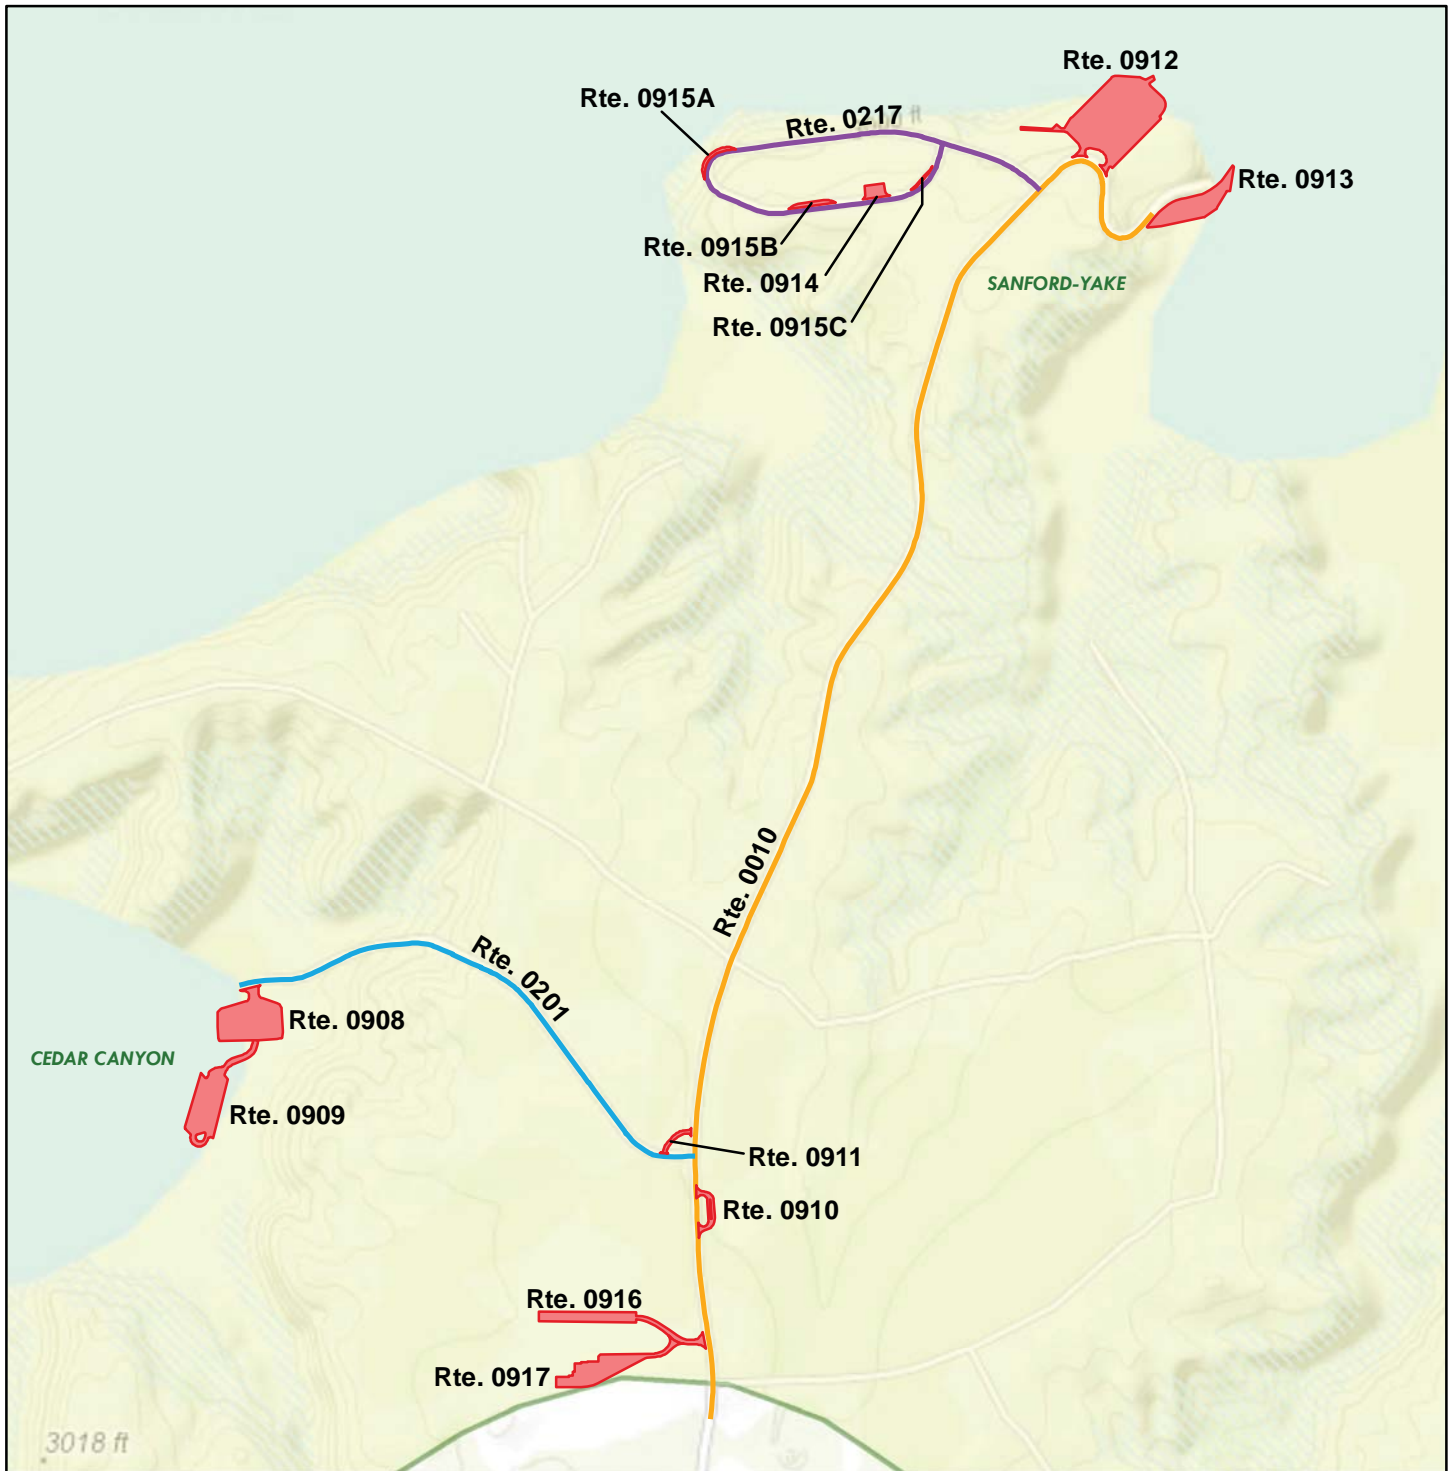 Rte. 0912
Rte. 0915A
Rte. 0217
ft
Rte. 0913
Rte. 0915B
Rte. 0914
SANFORD-YAKE
Rte. 0915C
Rte. 0010
Rte. 0201
Rte. 0908
CEDAR CANYON
Rte. 0909
Rte. 0911
Rte. 0910
Rte. 0916
Rte. 0917
3018 ft